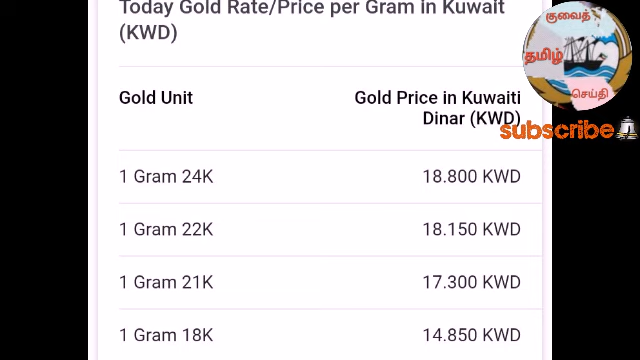 Today Gold Rate/Price per Gram in Kuwait
(KWD)
Gold Unit
Gold Price in Kuwaiti
Dinar (KWD)
1 Gram 24K
18.800 KWD
1 Gram 22K
18.150 KWD
1 Gram 21K
17.300 KWD
1 Gram 18K
14.850 KWD
குவைத்
தமிழ்
செய்தி
subscribe